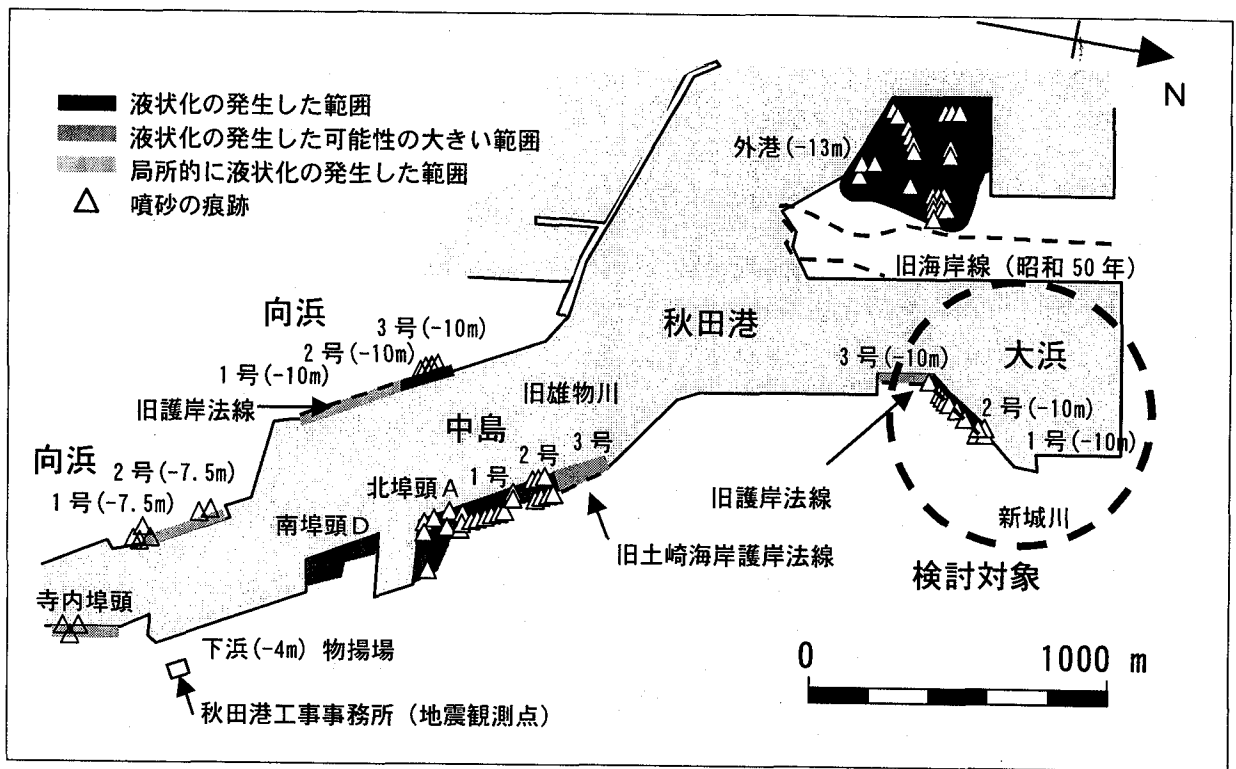 液状化の発生した範囲
液状化の発生した可能性の大きい範囲
局所的に液状化の発生した範囲
噴砂の痕跡
N
外港(-13m)
旧海岸線（昭和50年）
向浜
3号(-10m)
2号(-10m)
1号(-10m)
旧護岸法線
秋田港
旧雄物川
大浜
3号(-10m)
2号(-10m)
1号(-10m)
旧護岸法線
新城川
検討対象
中島
3号
2号
1号
北埠頭A
旧土崎海岸護岸法線
向浜
2号(-7.5m)
1号(-7.5m)
南埠頭D
寺内埠頭
下浜(-4m) 物揚場
秋田港工事事務所（地震観測点）
0
1000 m